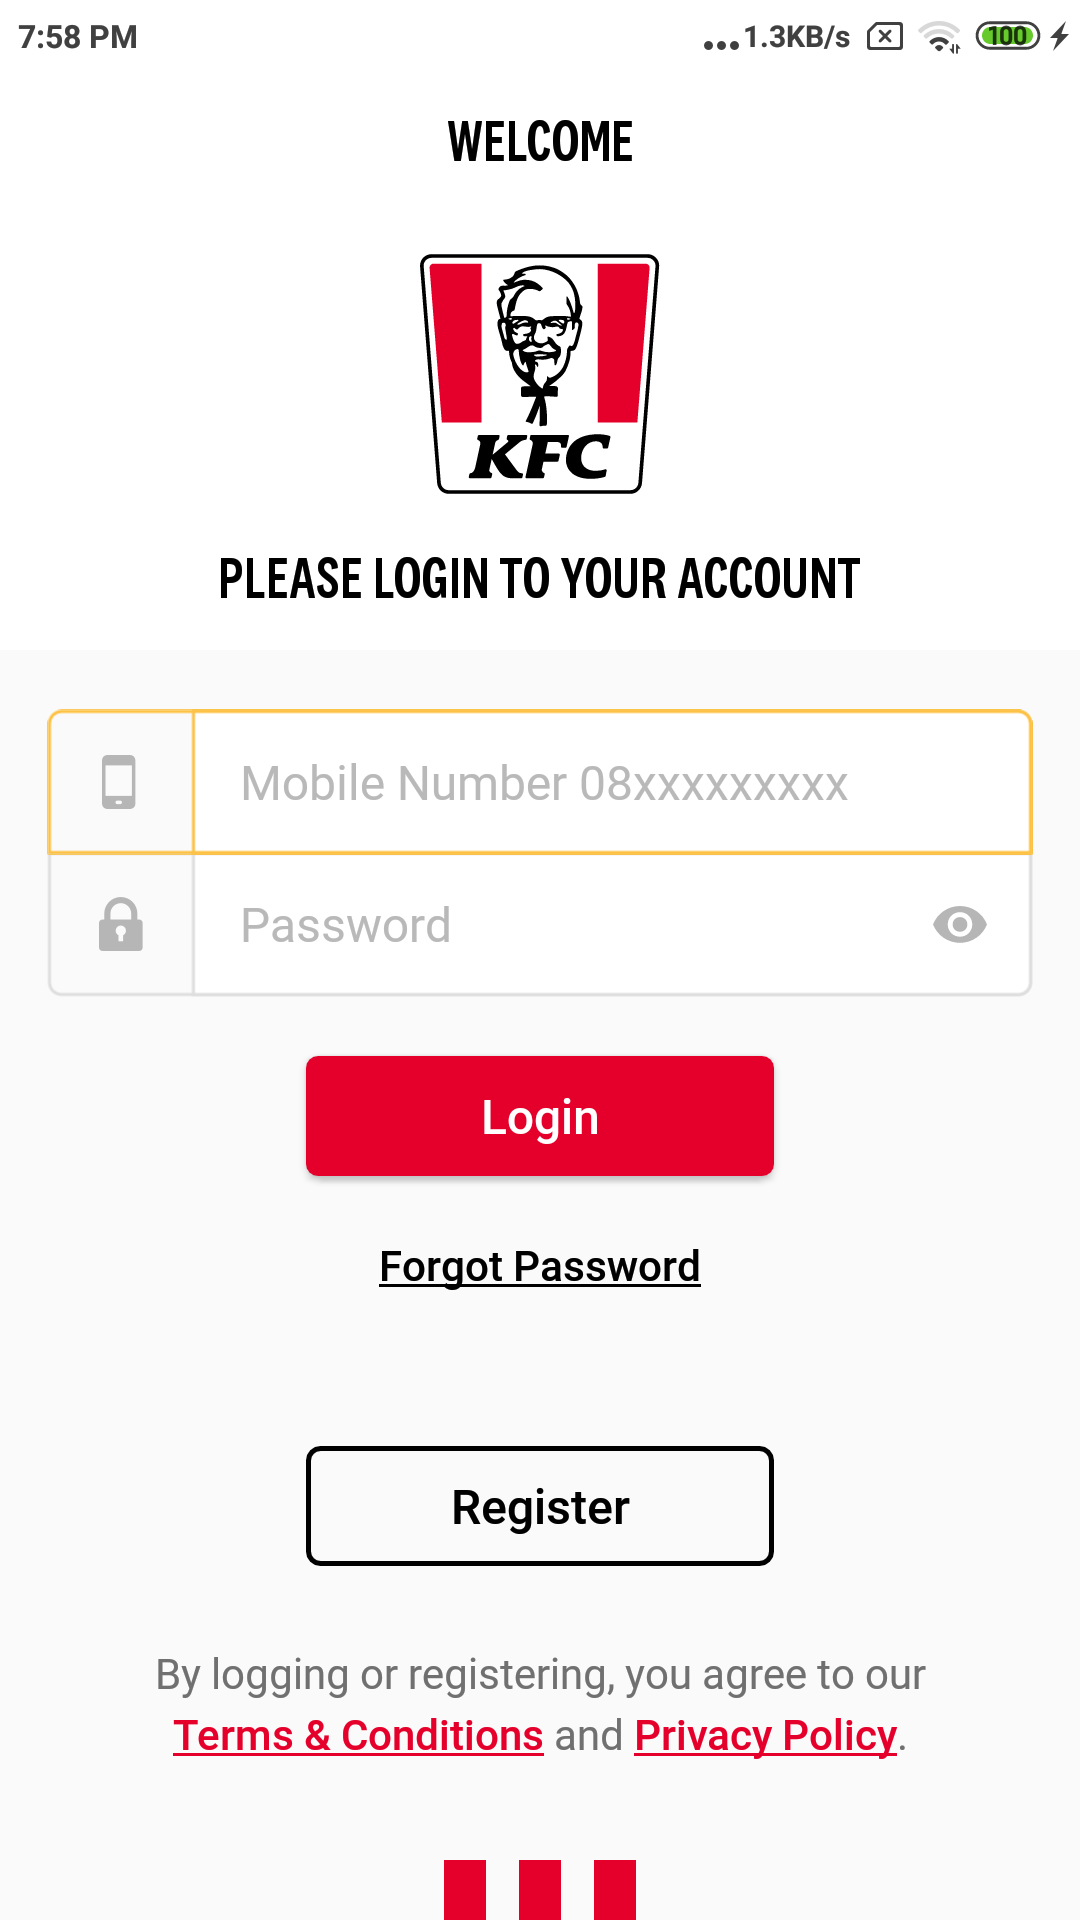 7:58 PM
...1.3KB/s
100
WELCOME
KFC
PLEASE LOGIN TO YOUR ACCOUNT
Mobile Number 08xxxxxxxxx
Password
Login
Forgot Password
Register
By logging or registering, you agree to our
Terms & Conditions and Privacy Policy.